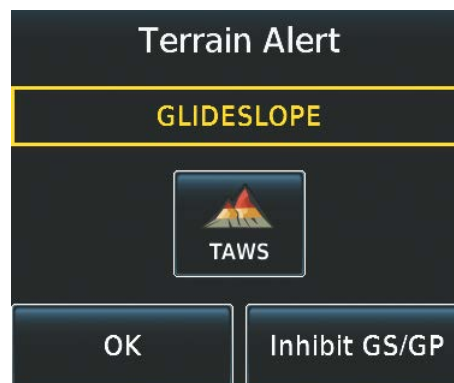 Terrain Alert
GLIDESLOPE
TAWS
OK
Inhibit GS/GP